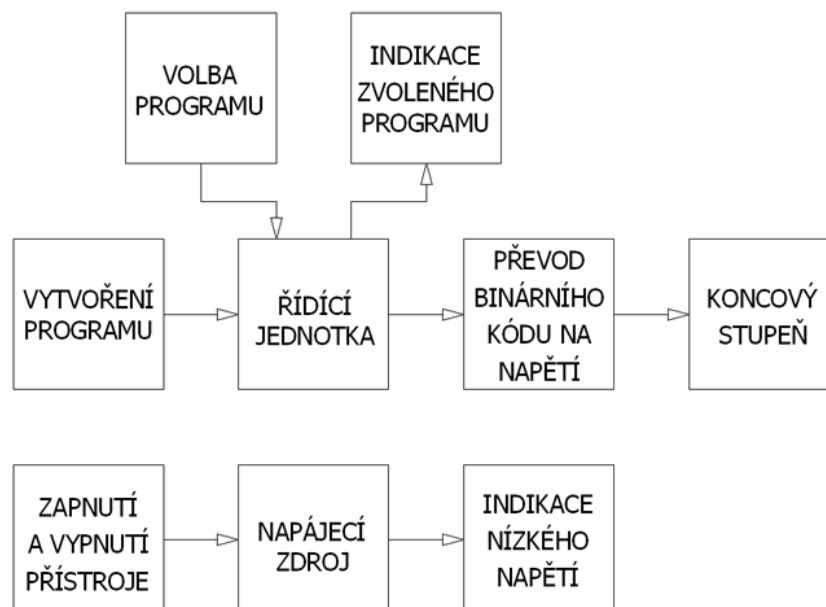 VOLBA
PROGRAMU
INDIKACE
ZVOLENÉHO
PROGRAMU
VYTVOŘENÍ
PROGRAMU
ŘÍDÍCÍ
JEDNOTKA
PŘEVOD
BINÁRNÍHO
KÓDU NA
NAPĚTÍ
KONCOVÝ
STUPEŇ
ZAPNUTÍ
A VYPNUTÍ
PŘÍSTROJE
NAPÁJECÍ
ZDROJ
INDIKACE
NÍZKÉHO
NAPĚTÍ